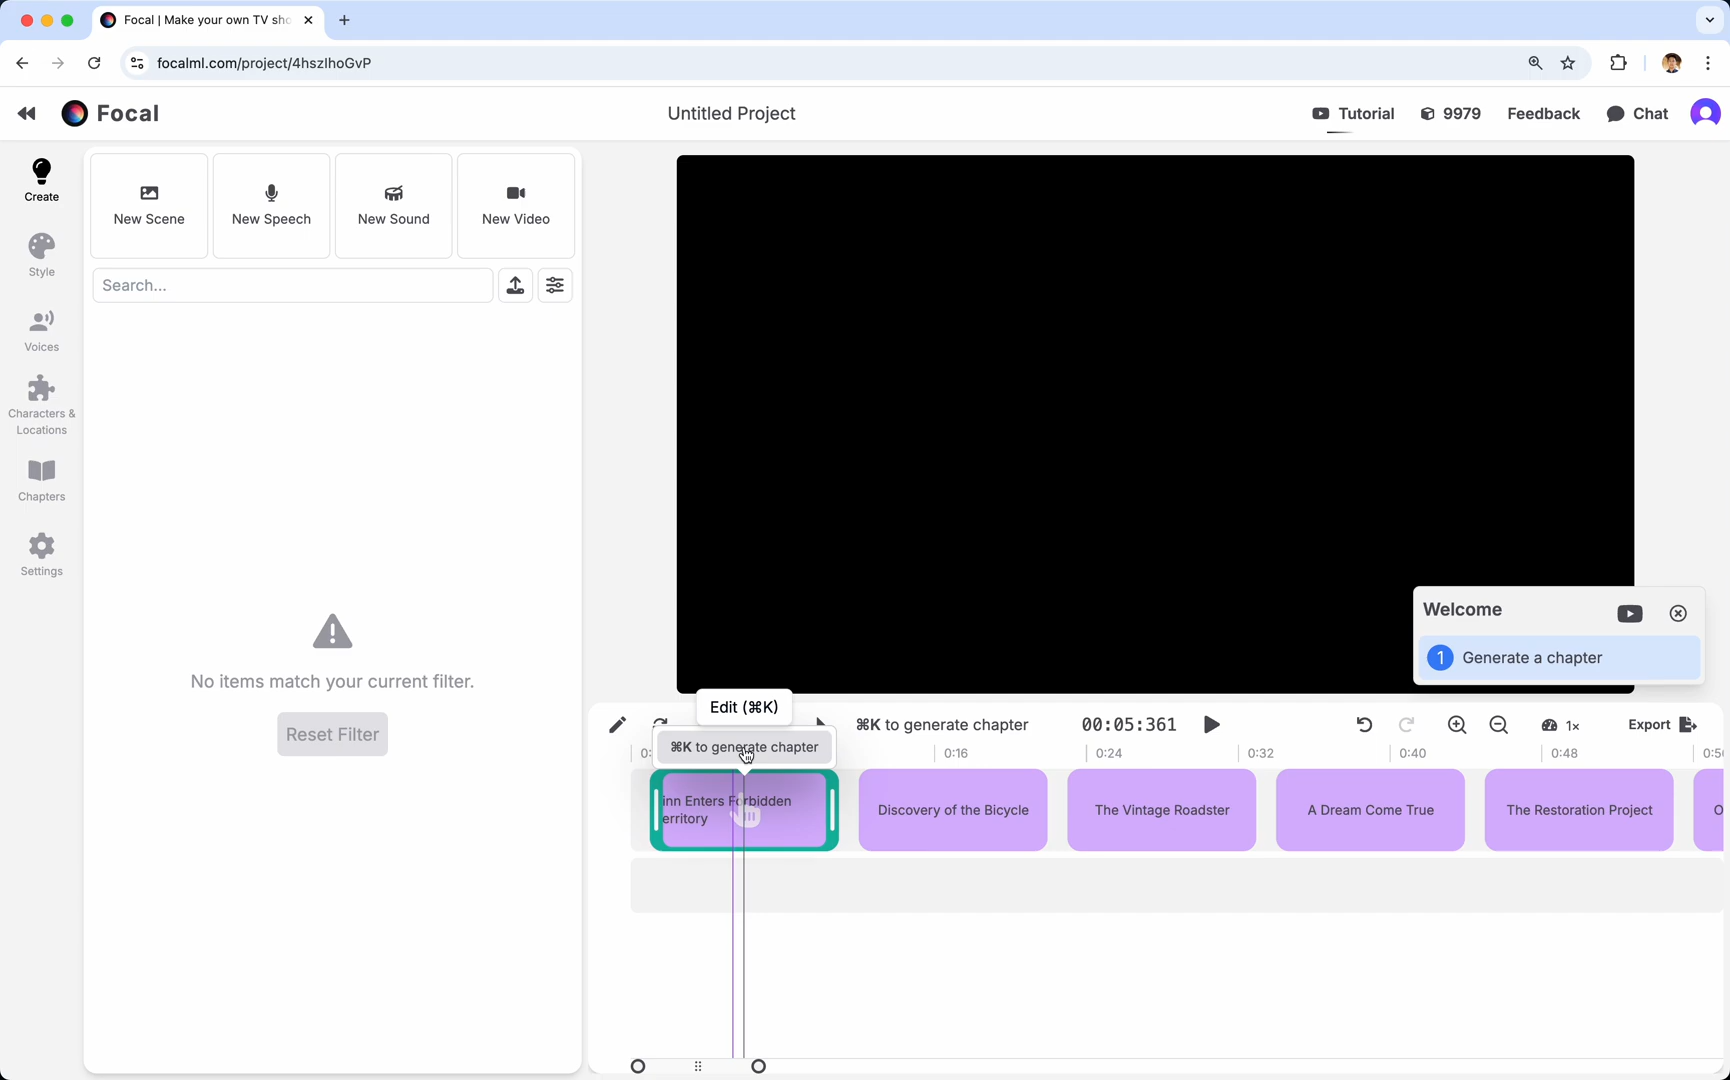 Focal | Make your own TV sho
focalml.com/project/4hszlhoGvP
Focal
Untitled Project
Tutorial
9979
Feedback
Chat
Create
Style
Voices
Characters &
Locations
Chapters
Settings
New Scene
New Speech
New Sound
New Video
Search...
No items match your current filter.
Reset Filter
Welcome
1 Generate a chapter
Edit (⌘K)
⌘K to generate chapter
⌘K to generate chapter
00:05:361
1x
Export
0:
0:16
0:24
0:32
0:40
0:48
inn Enters Forbidden
erritory
Discovery of the Bicycle
The Vintage Roadster
A Dream Come True
The Restoration Project